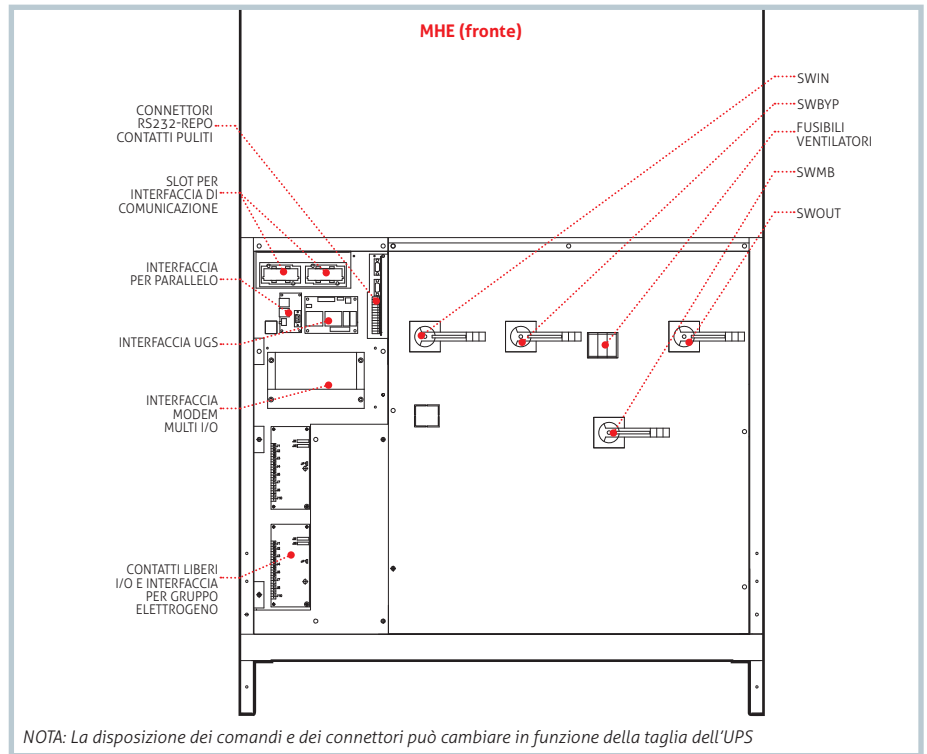 MHE (fronte)
CONNETTORI
RS232-REPO
CONTATTI PULITI
SLOT PER
INTERFACCIA DI
COMUNICAZIONE
INTERFACCIA
PER PARALLELO
INTERFACCIA UGS
INTERFACCIA
MODEM
MULTI I/O
CONTATTI LIBERI
I/O E INTERFACCIA
PER GRUPPO
ELETTROGENO
SWIN
SWBYP
FUSIBILI
VENTILATORI
SWMB
SWOUT
NOTA: La disposizione dei comandi e dei connettori può cambiare in funzione della taglia dell'UPS